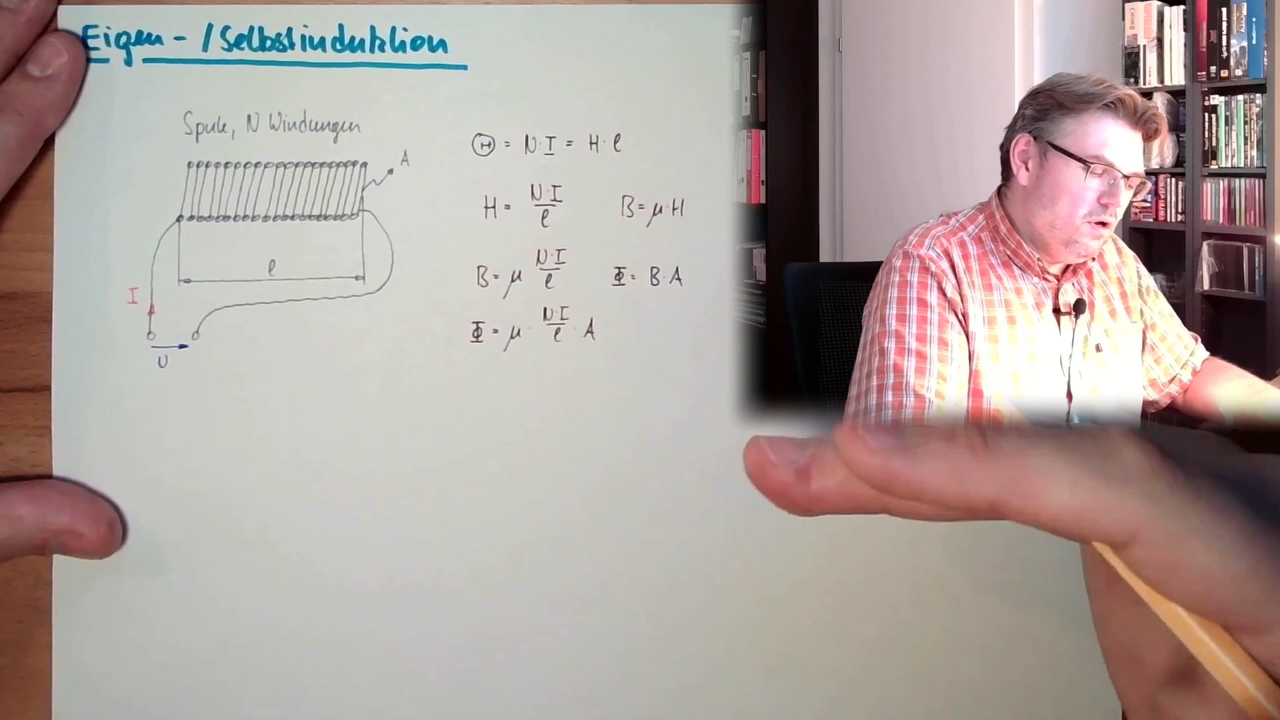 Eigen-/Selbstinduktion
Spule, N Windungen
A
l
I
U
Θ = N·I = H·l
H = N·I/l
B = μ·H
B = μ N·I/l
Φ = B·A
Φ = μ · N·I/l · A